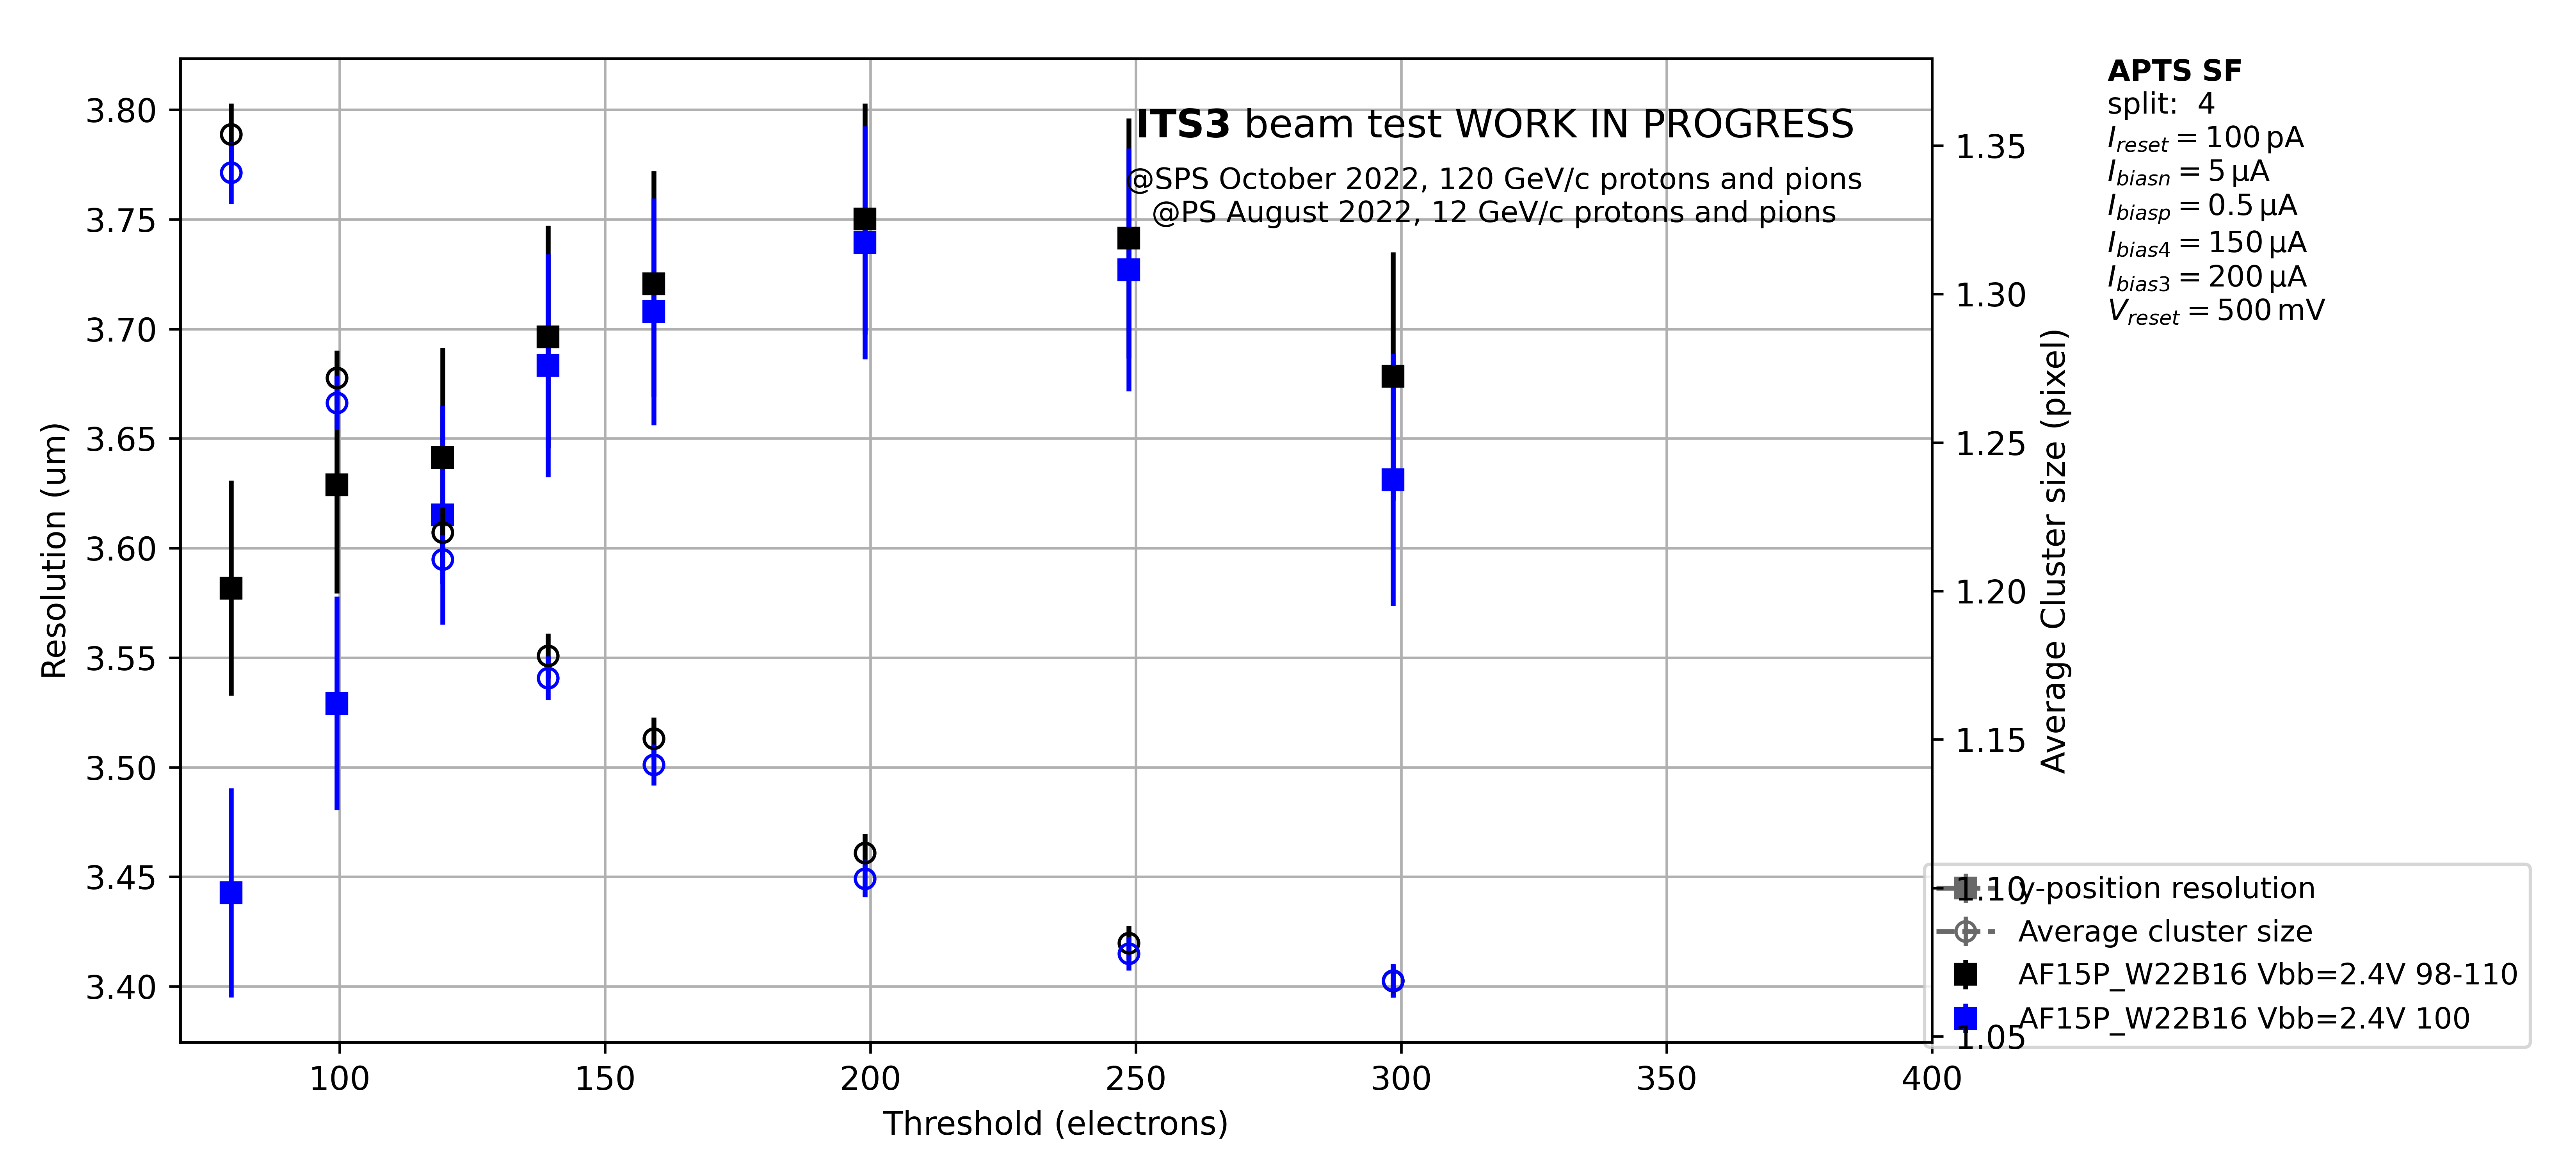 APTS SF
split: 4
I_reset = 100 pA
I_biasn = 5 µA
I_biasp = 0.5 µA
I_bias4 = 150 µA
I_bias3 = 200 µA
V_reset = 500 mV
ITS3 beam test WORK IN PROGRESS
@SPS October 2022, 120 GeV/c protons and pions
@PS August 2022, 12 GeV/c protons and pions
Resolution (um)
3.80
3.75
3.70
3.65
3.60
3.55
3.50
3.45
3.40
100 150 200 250 300 350 400
Threshold (electrons)
1.35
1.30
1.25
1.20
1.15
1.10
1.05
Average Cluster size (pixel)
y-position resolution
Average cluster size
AF15P_W22B16 Vbb=2.4V 98-110
AF15P_W22B16 Vbb=2.4V 100